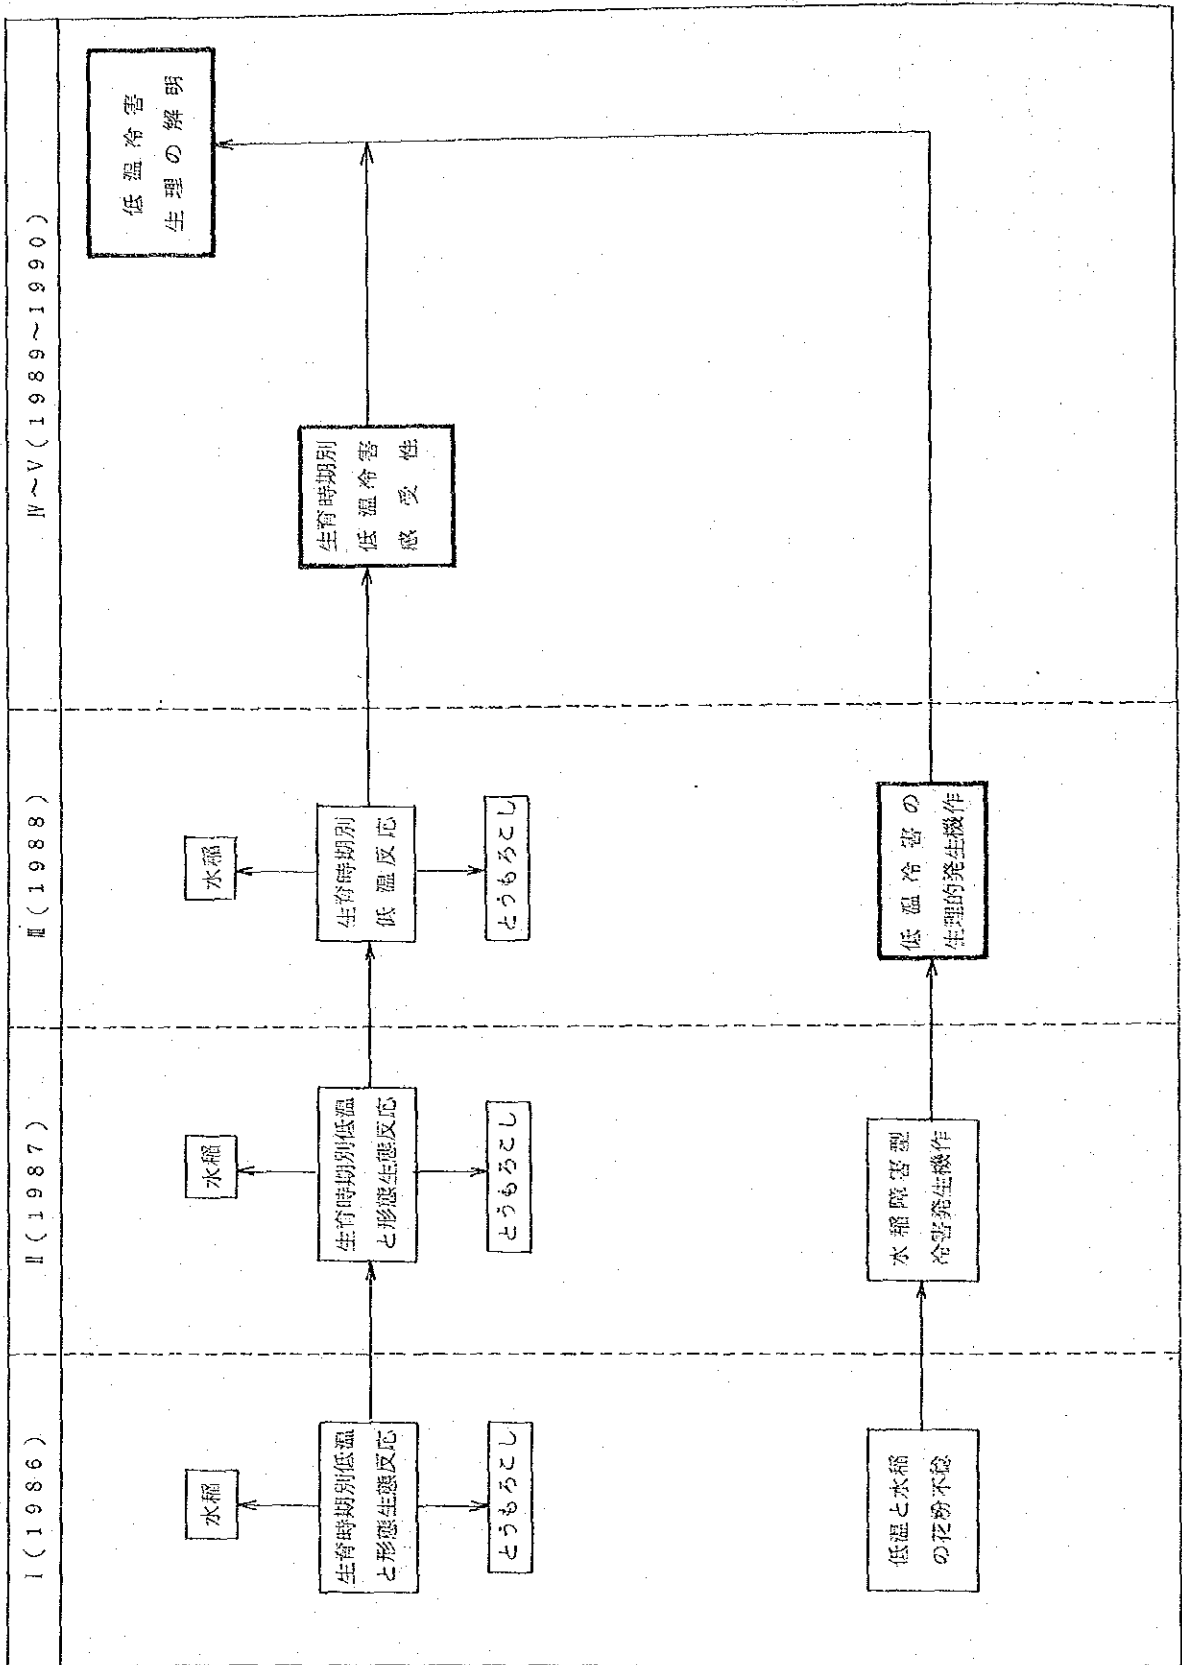 I (1986)
II (1987)
III (1988)
IV～V (1989～1990)
水稲
生育時期別低温
と形態生態反応
とうもろこし
低温と水稲
の花粉不稔
水稲
生育時期別低温
と形態生態反応
とうもろこし
水稲障害型
冷害発生機作
水稲
生育時期別
低温反応
とうもろこし
低温冷害の
生理的発生機作
生育時期別
低温冷害
感受性
低温冷害
生理の解明